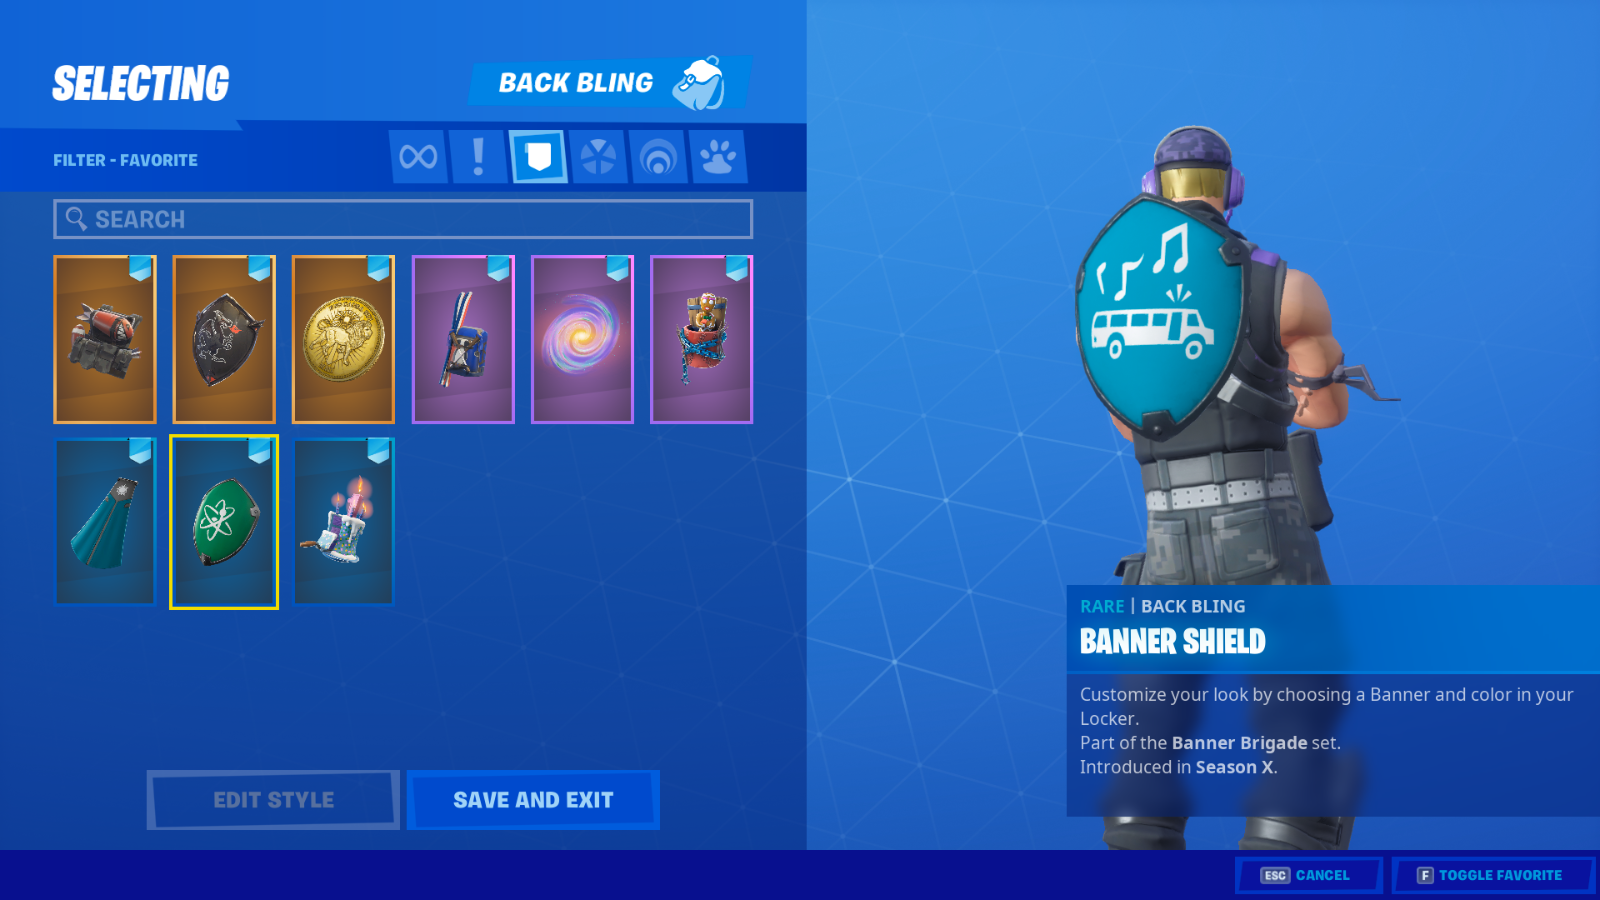 SELECTING
BACK BLING
FILTER - FAVORITE
SEARCH
RARE | BACK BLING
BANNER SHIELD
Customize your look by choosing a Banner and color in your
Locker.
Part of the Banner Brigade set.
Introduced in Season X.
EDIT STYLE
SAVE AND EXIT
ESC CANCEL
F TOGGLE FAVORITE